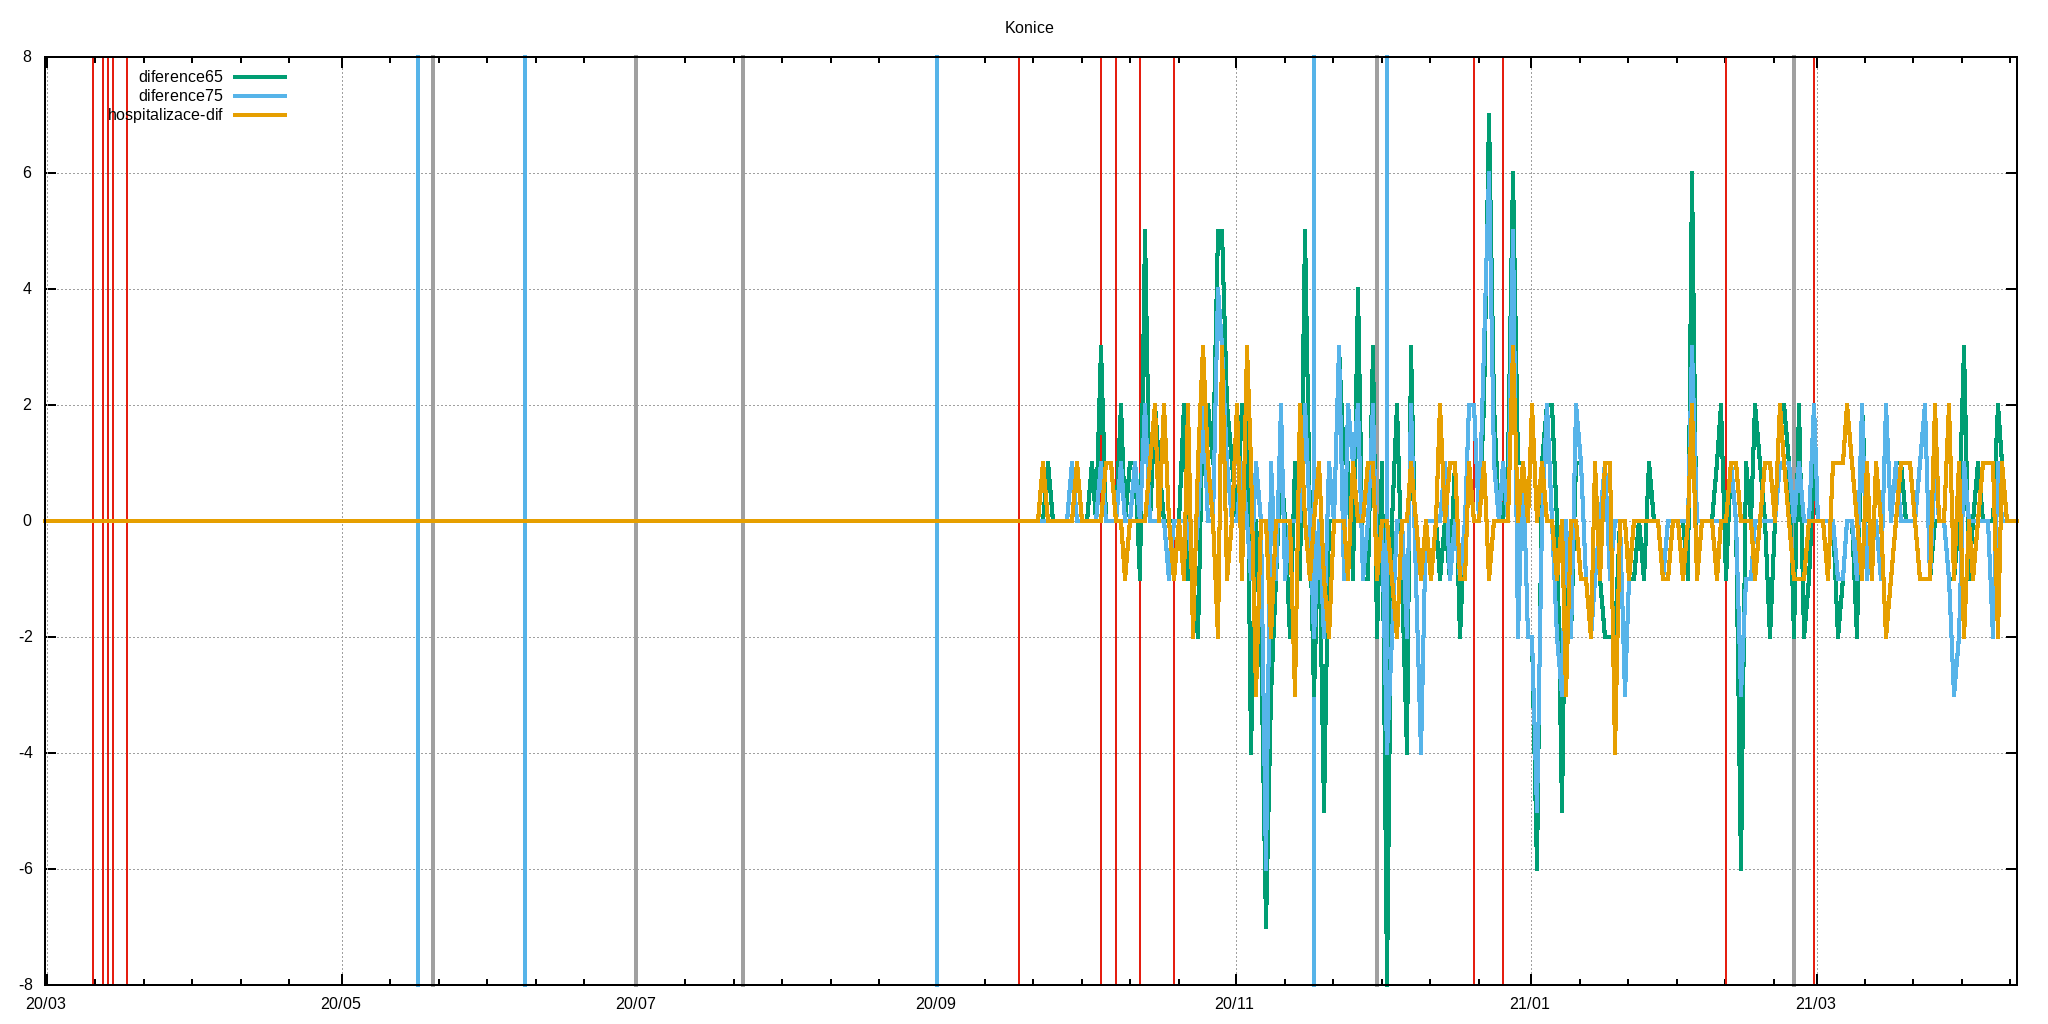 Konice
8
diference65
diference75
hospitalizace-dif
6
4
2
0
-2
-4
-6
-8
20/03 20/05 20/07 20/09 20/11 21/01 21/03